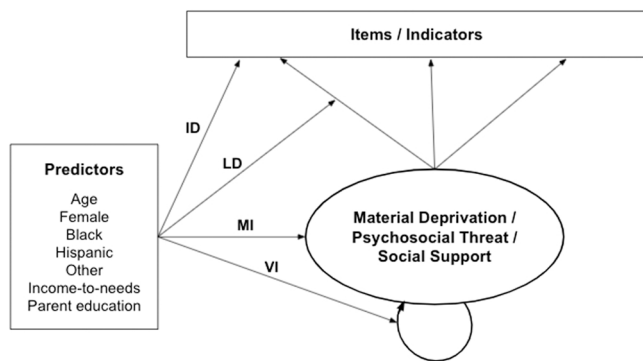 Items / Indicators
ID
LD
Predictors
Age
Female
Black
Hispanic
Other
Income-to-needs
Parent education
MI
VI
Material Deprivation /
Psychosocial Threat /
Social Support